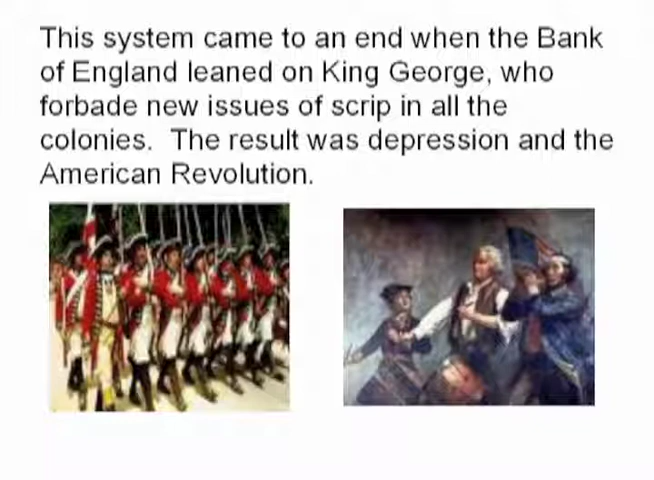 This system came to an end when the Bank
of England leaned on King George, who
forbade new issues of scrip in all the
colonies.  The result was depression and the
American Revolution.